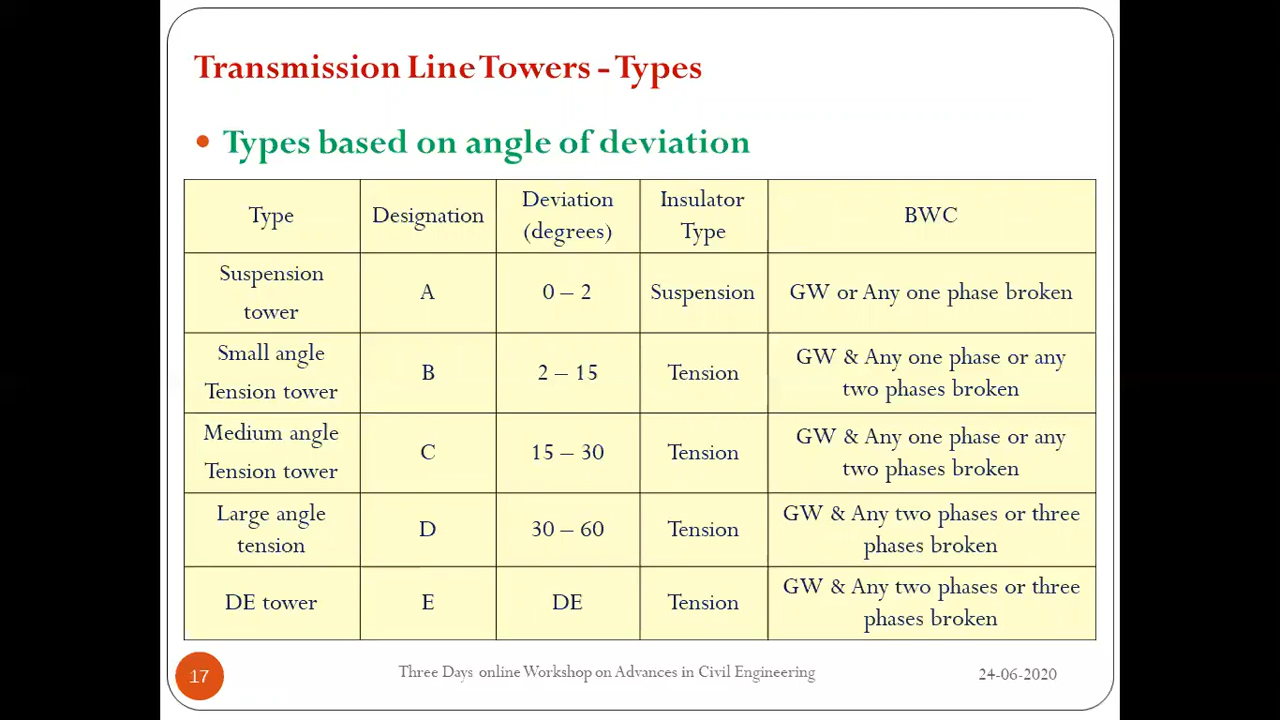 Transmission Line Towers - Types
• Types based on angle of deviation
Type
Designation
Deviation
(degrees)
Insulator
Type
BWC
Suspension
tower
A
0 – 2
Suspension
GW or Any one phase broken
Small angle
Tension tower
B
2 – 15
Tension
GW & Any one phase or any
two phases broken
Medium angle
Tension tower
C
15 – 30
Tension
GW & Any one phase or any
two phases broken
Large angle
tension
D
30 – 60
Tension
GW & Any two phases or three
phases broken
DE tower
E
DE
Tension
GW & Any two phases or three
phases broken
17
Three Days online Workshop on Advances in Civil Engineering
24-06-2020